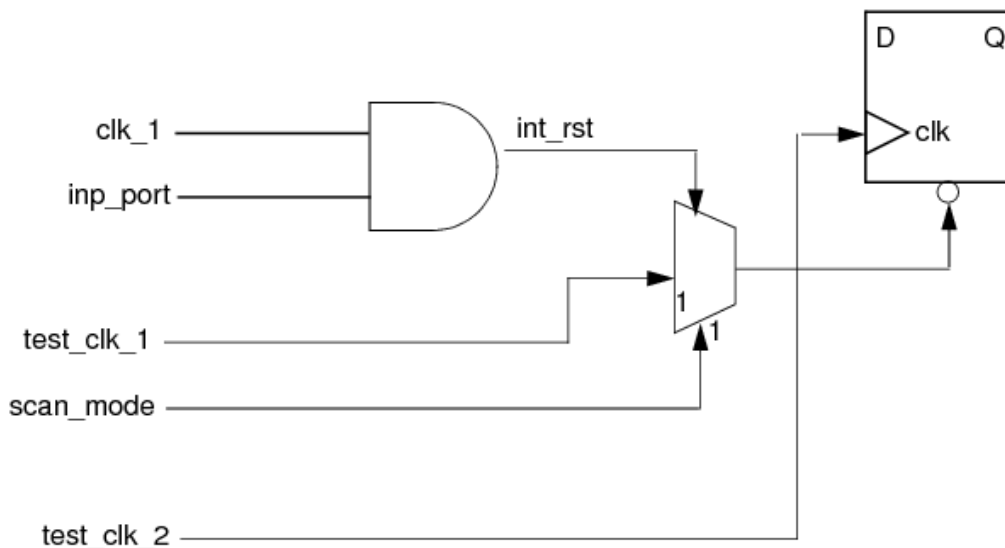 D Q
clk_1
int_rst
clk
inp_port
1
1
test_clk_1
scan_mode
test_clk_2